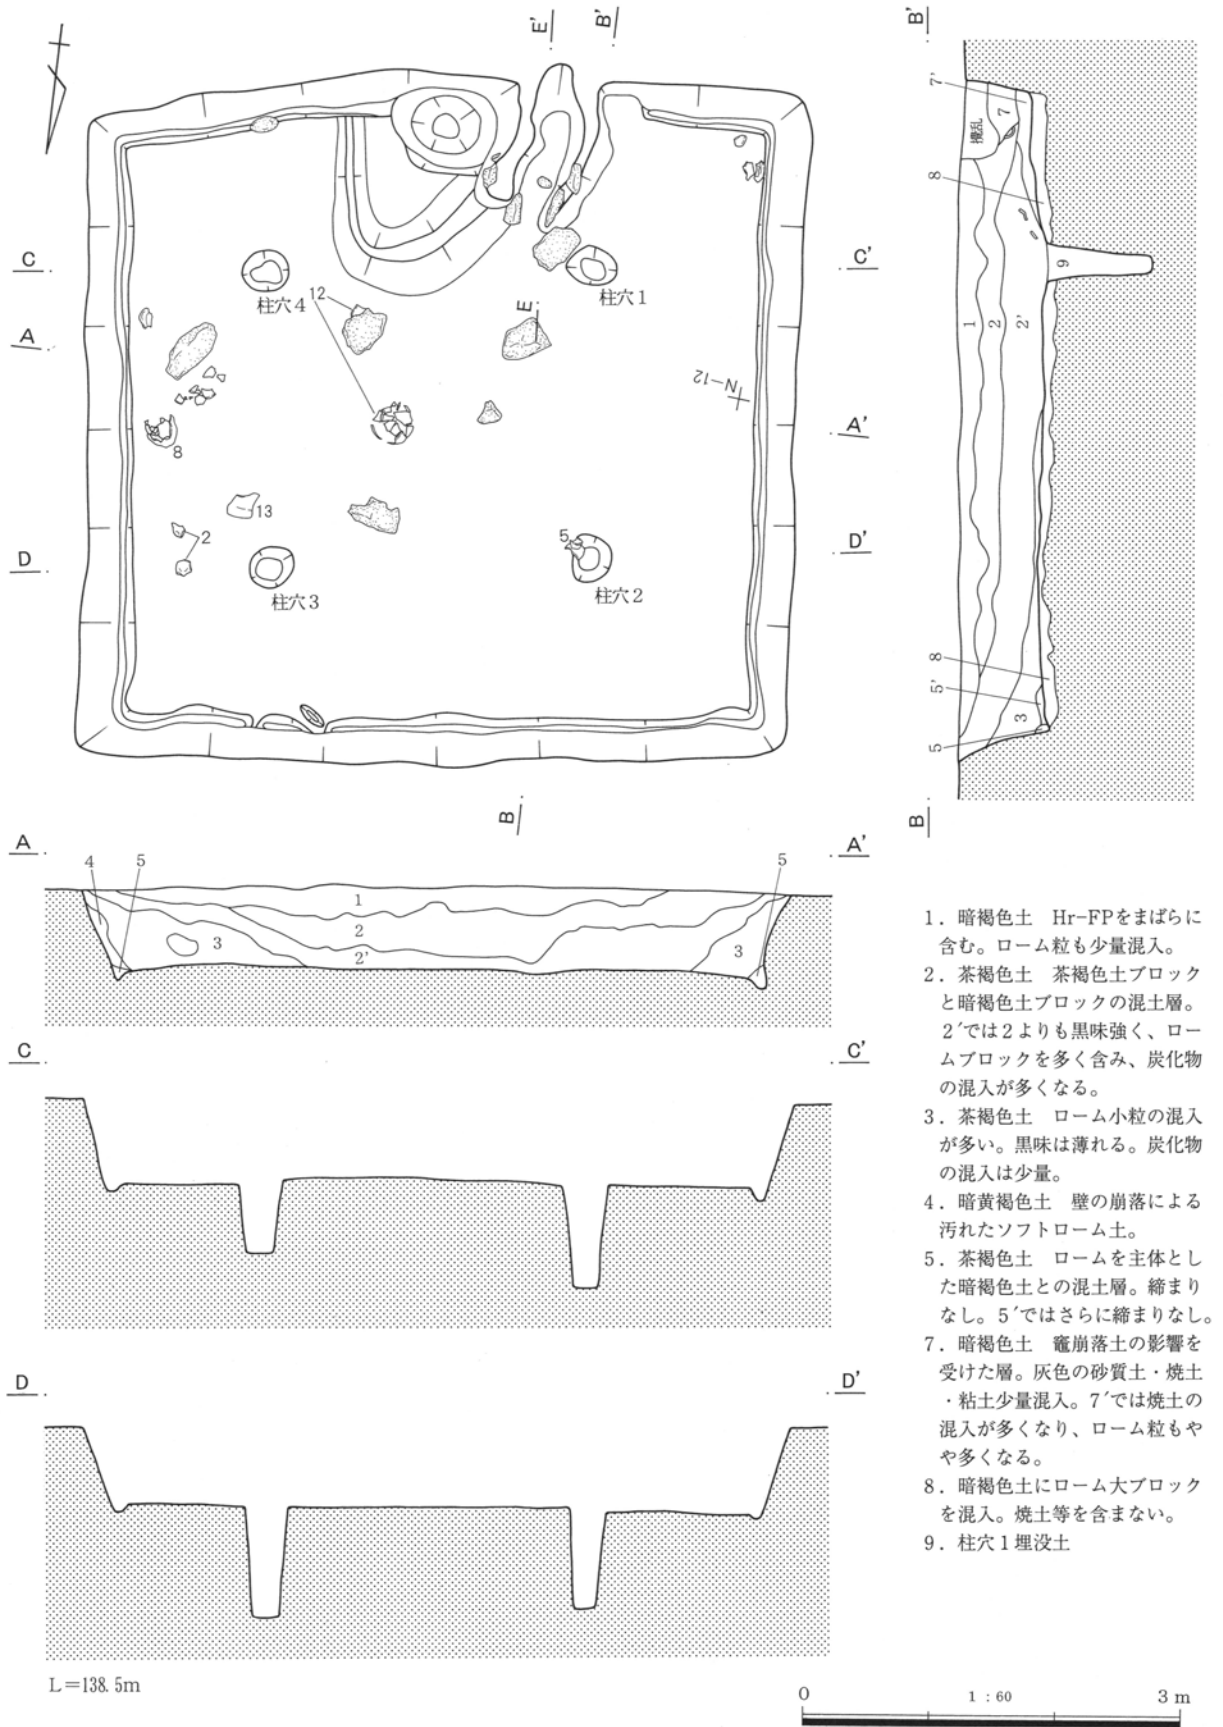 E'
B'
B'
7'
7
攪乱
8
C
C'
9
柱穴4
12
柱穴1
E
A
1
2
2'
N-12
A'
8
13
2
5
D
D'
柱穴3
柱穴2
8
5'
3
5
B
B
A
A'
4
5
5
1
2
3
2'
3
C
C'
D
D'
L=138.5m
0
1:60
3m
1. 暗褐色土 Hr-FPをまばらに
含む。ローム粒も少量混入。
2. 茶褐色土 茶褐色土ブロック
と暗褐色土ブロックの混土層。
2′では2よりも黒味強く、ロー
ムブロックを多く含み、炭化物
の混入が多くなる。
3. 茶褐色土 ローム小粒の混入
が多い。黒味は薄れる。炭化物
の混入は少量。
4. 暗黄褐色土 壁の崩落による
汚れたソフトローム土。
5. 茶褐色土 ロームを主体とし
た暗褐色土との混土層。締まり
なし。5′ではさらに締まりなし。
7. 暗褐色土 竈崩落土の影響を
受けた層。灰色の砂質土・焼土
・粘土少量混入。7′では焼土の
混入が多くなり、ローム粒もや
や多くなる。
8. 暗褐色土にローム大ブロック
を混入。焼土等を含まない。
9. 柱穴1埋没土